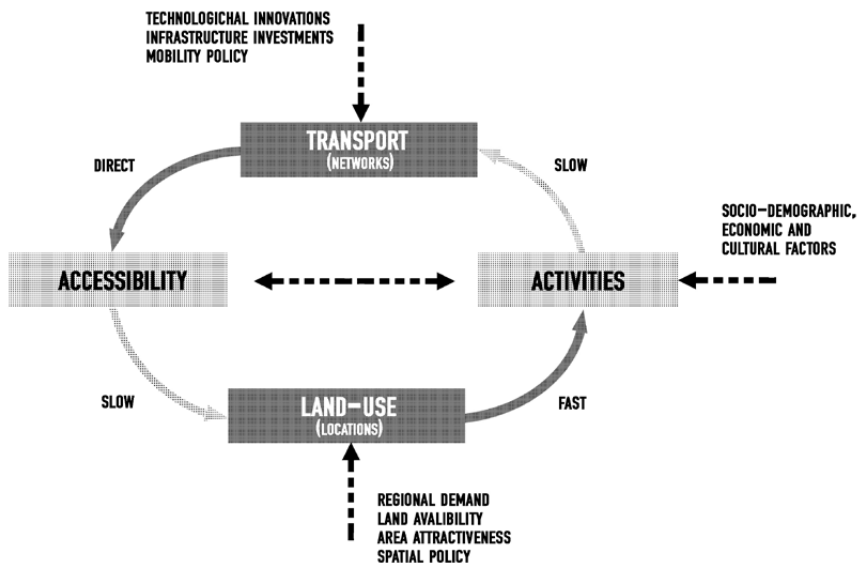 TECHNOLOGICHAL INNOVATIONS
INFRASTRUCTURE INVESTMENTS
MOBILITY POLICY
TRANSPORT
(NETWORKS)
DIRECT
SLOW
SOCIO-DEMOGRAPHIC,
ECONOMIC AND
CULTURAL FACTORS
ACCESSIBILITY
ACTIVITIES
SLOW
LAND-USE
(LOCATIONS)
FAST
REGIONAL DEMAND
LAND AVALIBILITY
AREA ATTRACTIVENESS
SPATIAL POLICY